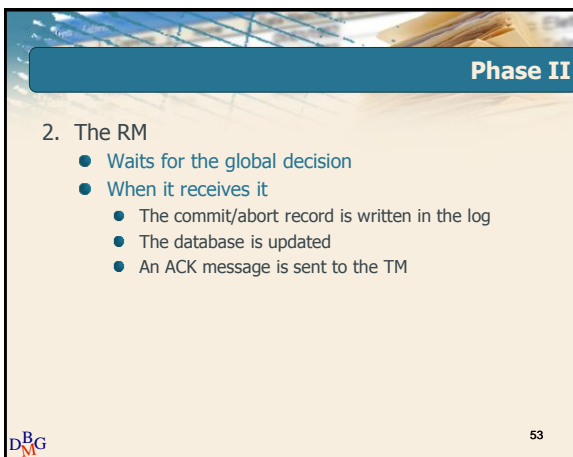 Phase II
2. The RM
Waits for the global decision
When it receives it
The commit/abort record is written in the log
The database is updated
An ACK message is sent to the TM
DBMG
53